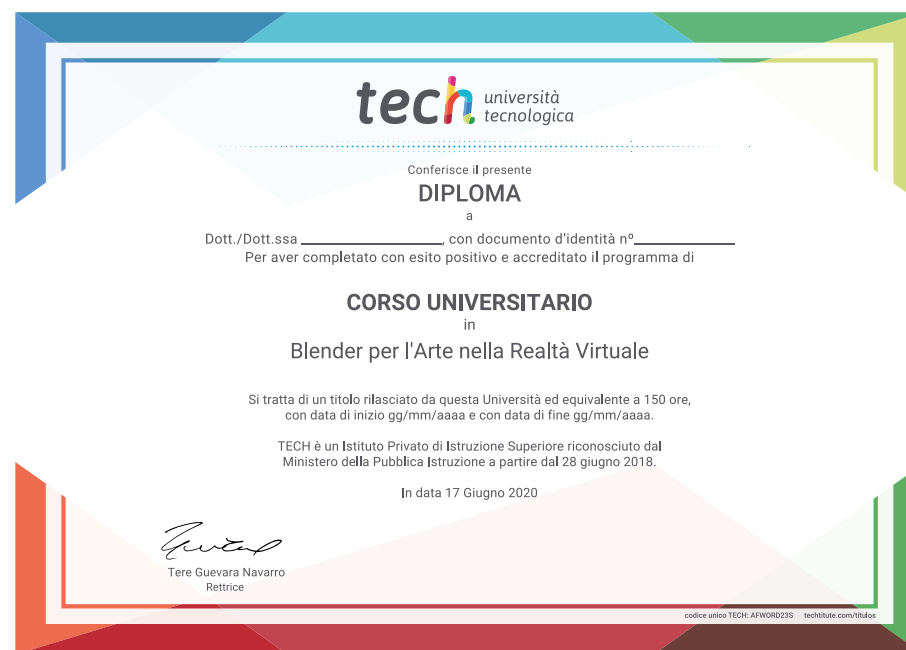 tech università
tecnologica
Conferisce il presente
DIPLOMA
a
Dott./Dott.ssa ____________________, con documento d'identità nº______________
Per aver completato con esito positivo e accreditato il programma di
CORSO UNIVERSITARIO
in
Blender per l'Arte nella Realtà Virtuale
Si tratta di un titolo rilasciato da questa Università ed equivalente a 150 ore,
con data di inizio gg/mm/aaaa e con data di fine gg/mm/aaaa.
TECH è un Istituto Privato di Istruzione Superiore riconosciuto dal
Ministero della Pubblica Istruzione a partire dal 28 giugno 2018.
In data 17 Giugno 2020
Tere Guevara Navarro
Rettrice
codice unico TECH: AFWORD23S techtitute.com/titulos